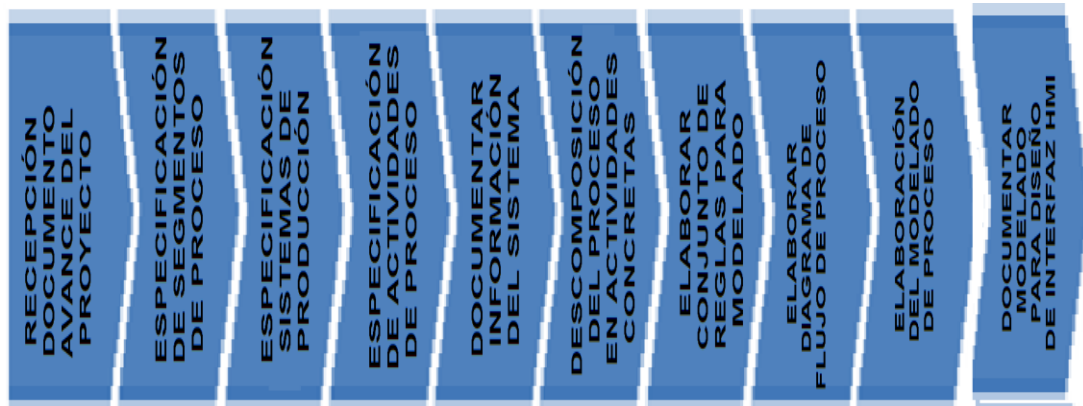 RECEPCIÓN
DOCUMENTO
AVANCE DEL
PROYECTO
ESPECIFICACIÓN
DE SEGMENTOS
DE PROCESO
ESPECIFICACIÓN
SISTEMAS DE
PRODUCCIÓN
ESPECIFICACIÓN
DE ACTIVIDADES
DE PROCESO
DOCUMENTAR
INFORMACIÓN
DEL SISTEMA
DESCOMPOSICIÓN
DEL PROCESO
EN ACTIVIDADES
CONCRETAS
ELABORAR
CONJUNTO DE
REGLAS PARA
MODELADO
ELABORAR
DIAGRAMA DE
FLUJO DE PROCESO
ELABORACIÓN
DEL MODELADO
DE PROCESO
DOCUMENTAR
MODELADO
PARA DISEÑO
DE INTERFAZ HMI